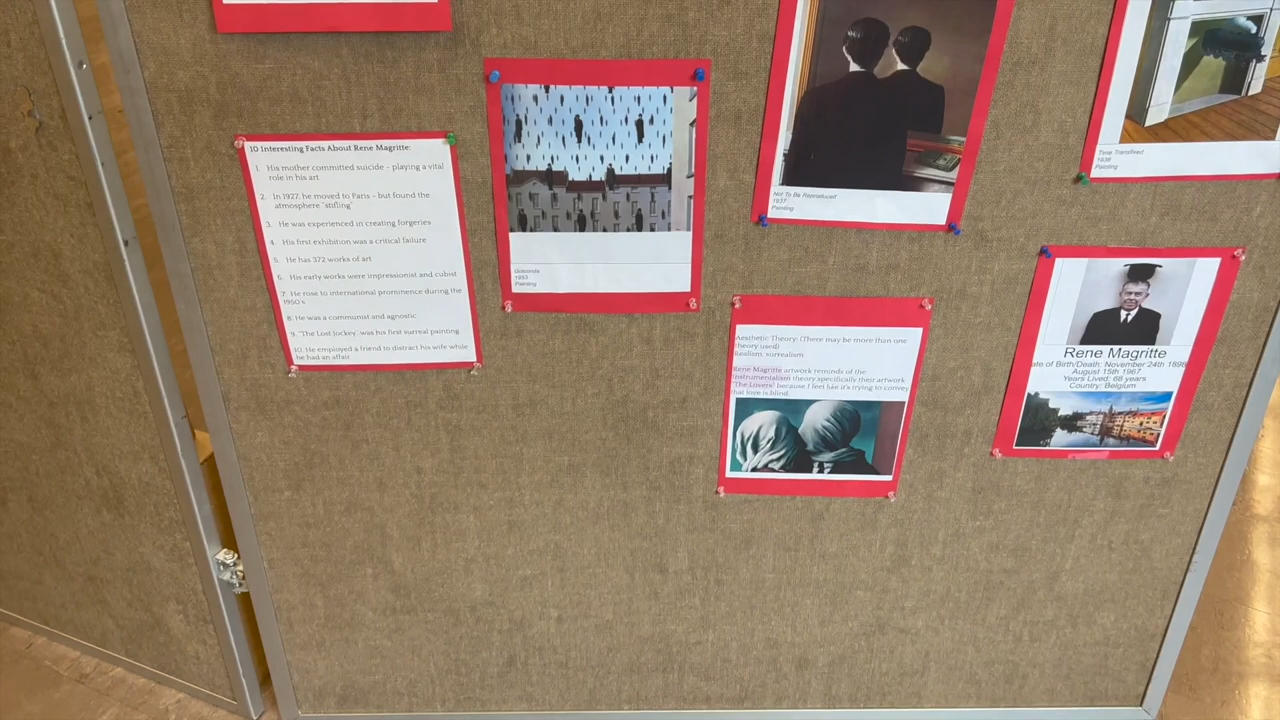 10 Interesting Facts About Rene Magritte:
1. His mother committed suicide - playing a vital
role in his art
2. In 1927, he moved to Paris - but found the
atmosphere "stifling"
3. He was experienced in creating forgeries
4. His first exhibition was a critical failure
5. He has 372 works of art
6. His early works were impressionist and cubist
7. He rose to international prominence during the
1950's
8. He was a communist and agnostic
9. "The Lost Jockey" was his first surreal painting
10. He employed a friend to distract his wife while
he had an affair
Golconda
1953
Painting
Not To Be Reproduced
1937
Painting
Time Transfixed
1938
Painting
Aesthetic Theory: (There may be more than one
theory used)
Realism, surrealism
Rene Magritte artwork reminds of the
instrumentalism theory specifically their artwork
"The Lovers" because I feel like it's trying to convey
that love is blind.
Rene Magritte
ate of Birth/Death: November 24th 1898
August 15th 1967
Years Lived: 68 years
Country: Belgium